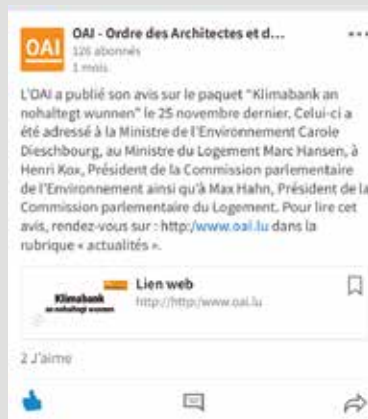 OAI
OAI - Ordre des Architectes et d...
126 abonnés
1 mois
L'OAI a publié son avis sur le paquet "Klimabank an
nohaltegt wunnen" le 25 novembre dernier. Celui-ci a
été adressé à la Ministre de l'Environnement Carole
Dieschbourg, au Ministre du Logement Marc Hansen, à
Henri Kox, Président de la Commission parlementaire
de l'Environnement ainsi qu'à Max Hahn, Président de la
Commission parlementaire du Logement. Pour lire cet
avis, rendez-vous sur : http:/www.oai.lu dans la
rubrique « actualités ».
Klimabank
an nohaltegt wunnen
Lien web
http://http:/www.oai.lu
2 J'aime